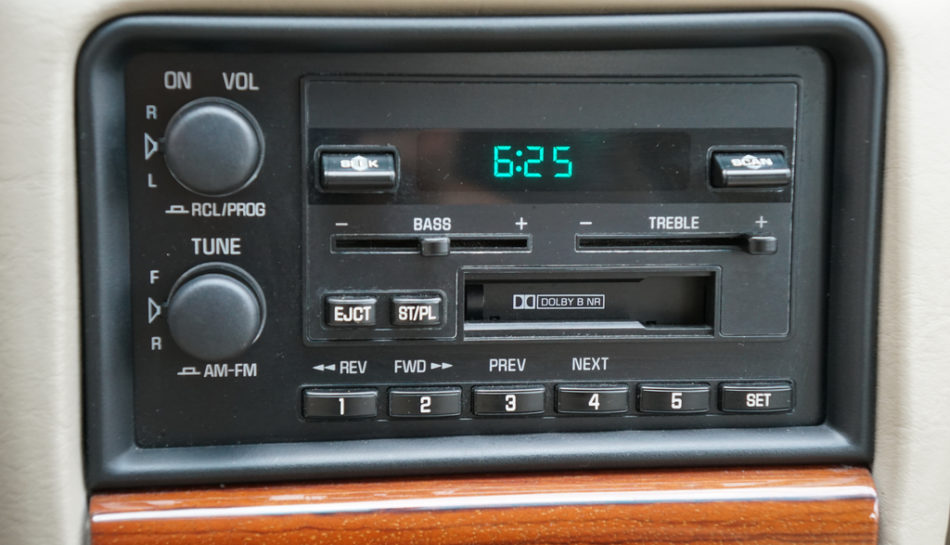 ON VOL
R
L
RCL/PROG
TUNE
F
R
AM-FM
6:25
SCAN
− BASS +
− TREBLE +
DOLBY B NR
EJCT ST/PL
◄◄ REV FWD ►► PREV NEXT
1 2 3 4 5 SET